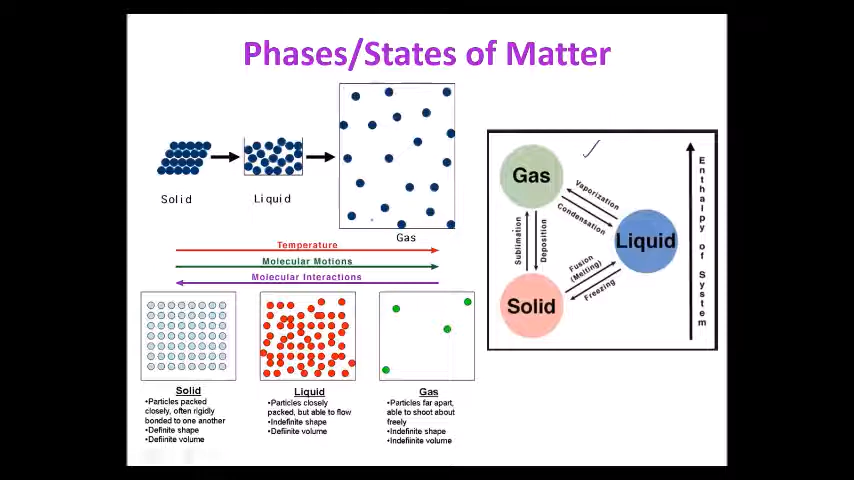 Phases/States of Matter
Solid
Liquid
Gas
Temperature
Molecular Motions
Molecular Interactions
Solid
•Particles packed
closely, often rigidly
bonded to one another
•Definite shape
•Definite volume
Liquid
•Particles closely
packed, but able to flow
•Indefinite shape
•Definite volume
Gas
•Particles far apart,
able to shoot about
freely
•Indefinite shape
•Indefinite volume
Gas
Vaporization
Condensation
Liquid
Sublimation
Deposition
Fusion
(Melting)
Freezing
Solid
Enthalpy of System